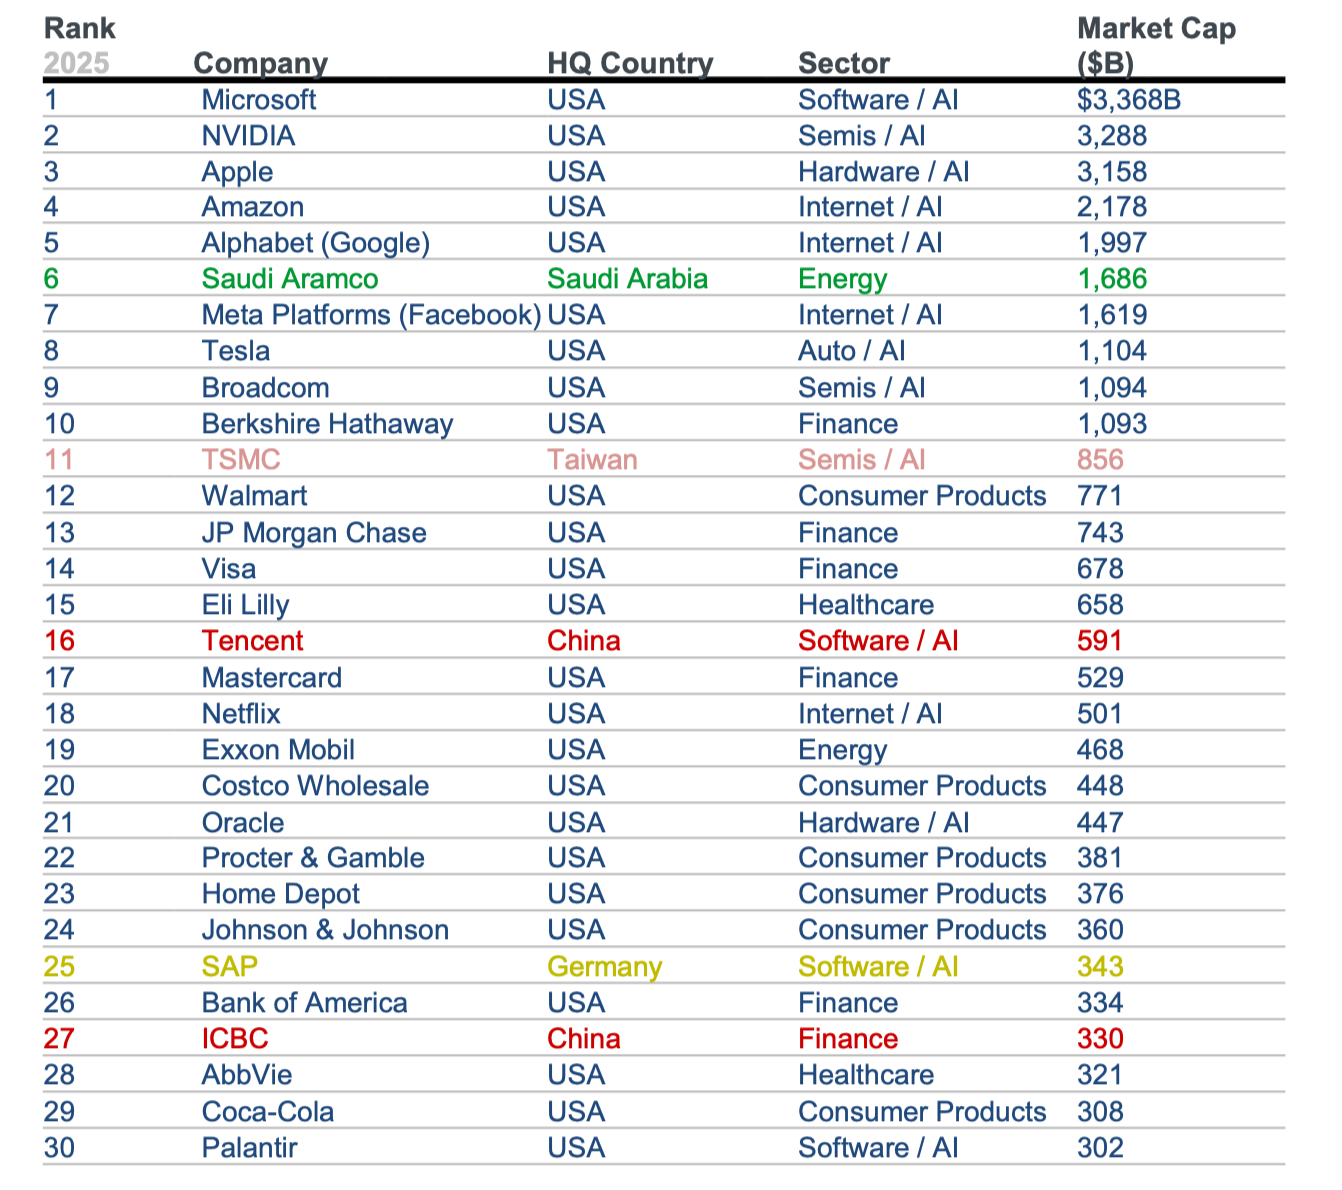 Rank Market Cap
2025 Company HQ Country Sector ($B)
1 Microsoft USA Software / AI $3,368B
2 NVIDIA USA Semis / AI 3,288
3 Apple USA Hardware / AI 3,158
4 Amazon USA Internet / AI 2,178
5 Alphabet (Google) USA Internet / AI 1,997
6 Saudi Aramco Saudi Arabia Energy 1,686
7 Meta Platforms (Facebook) USA Internet / AI 1,619
8 Tesla USA Auto / AI 1,104
9 Broadcom USA Semis / AI 1,094
10 Berkshire Hathaway USA Finance 1,093
11 TSMC Taiwan Semis / AI 856
12 Walmart USA Consumer Products 771
13 JP Morgan Chase USA Finance 743
14 Visa USA Finance 678
15 Eli Lilly USA Healthcare 658
16 Tencent China Software / AI 591
17 Mastercard USA Finance 529
18 Netflix USA Internet / AI 501
19 Exxon Mobil USA Energy 468
20 Costco Wholesale USA Consumer Products 448
21 Oracle USA Hardware / AI 447
22 Procter & Gamble USA Consumer Products 381
23 Home Depot USA Consumer Products 376
24 Johnson & Johnson USA Consumer Products 360
25 SAP Germany Software / AI 343
26 Bank of America USA Finance 334
27 ICBC China Finance 330
28 AbbVie USA Healthcare 321
29 Coca-Cola USA Consumer Products 308
30 Palantir USA Software / AI 302